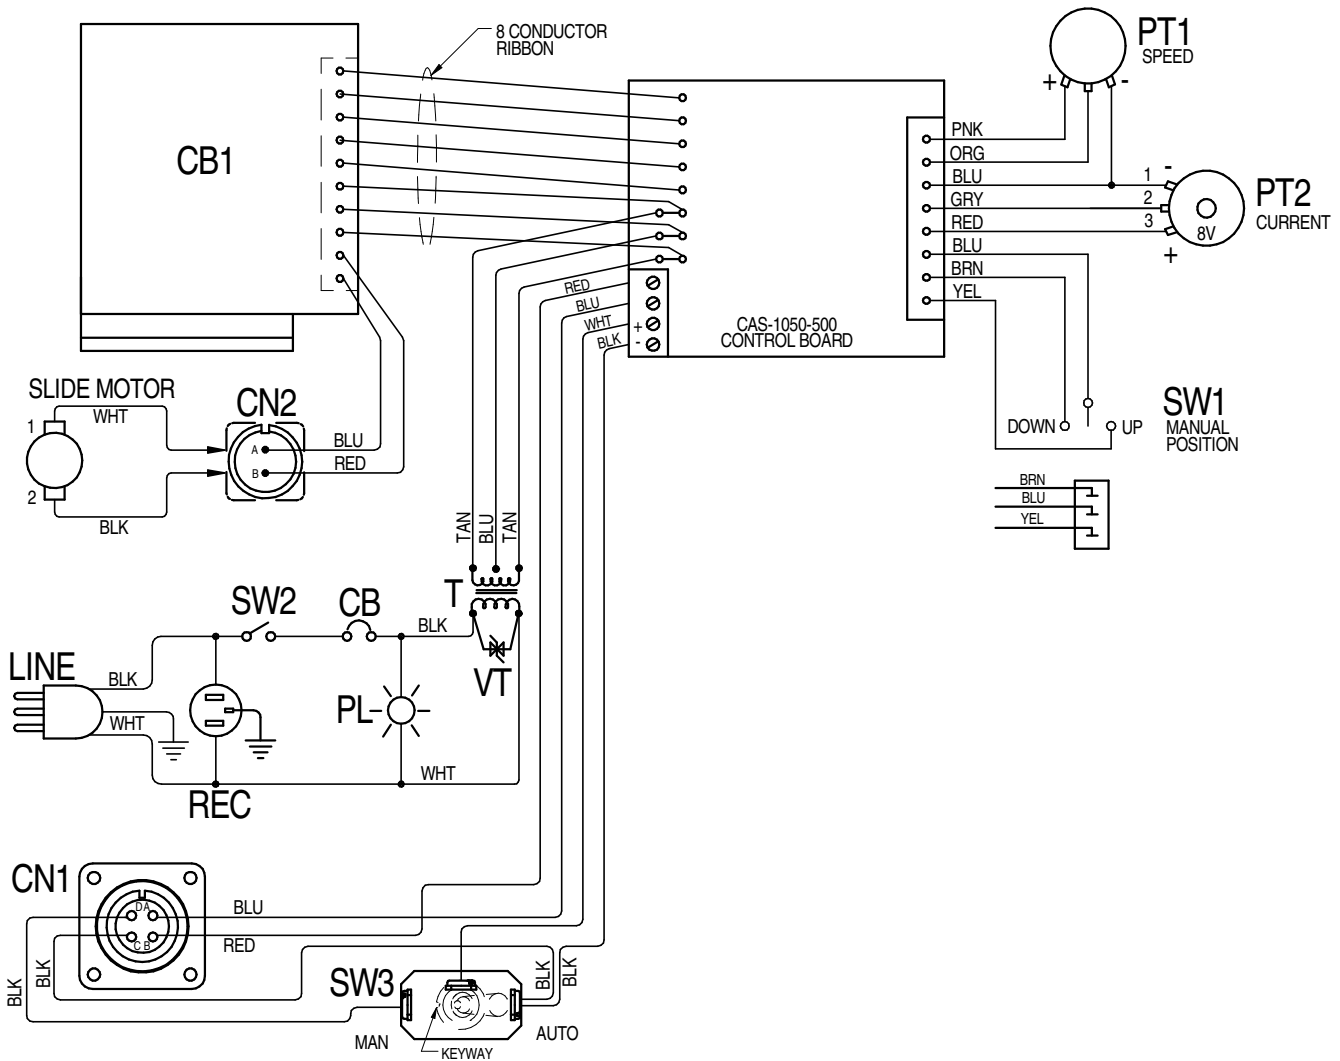 8 CONDUCTOR
RIBBON
PT1
SPEED
+ -
CB1
PNK
ORG
BLU
GRY
RED
BLU
BRN
YEL
1 -
2
3
+
8V
PT2
CURRENT
RED
BLU
WHT
BLK
+
-
CAS-1050-500
CONTROL BOARD
SLIDE MOTOR
1
WHT
2
BLK
CN2
A
B
BLU
RED
SW1
MANUAL
POSITION
DOWN
UP
BRN
BLU
YEL
TAN
BLU
TAN
T
SW2
CB
BLK
VT
LINE
BLK
WHT
PL
WHT
REC
CN1
D A
C B
BLU
RED
BLK
BLK
SW3
BLK
BLK
MAN
KEYWAY
AUTO